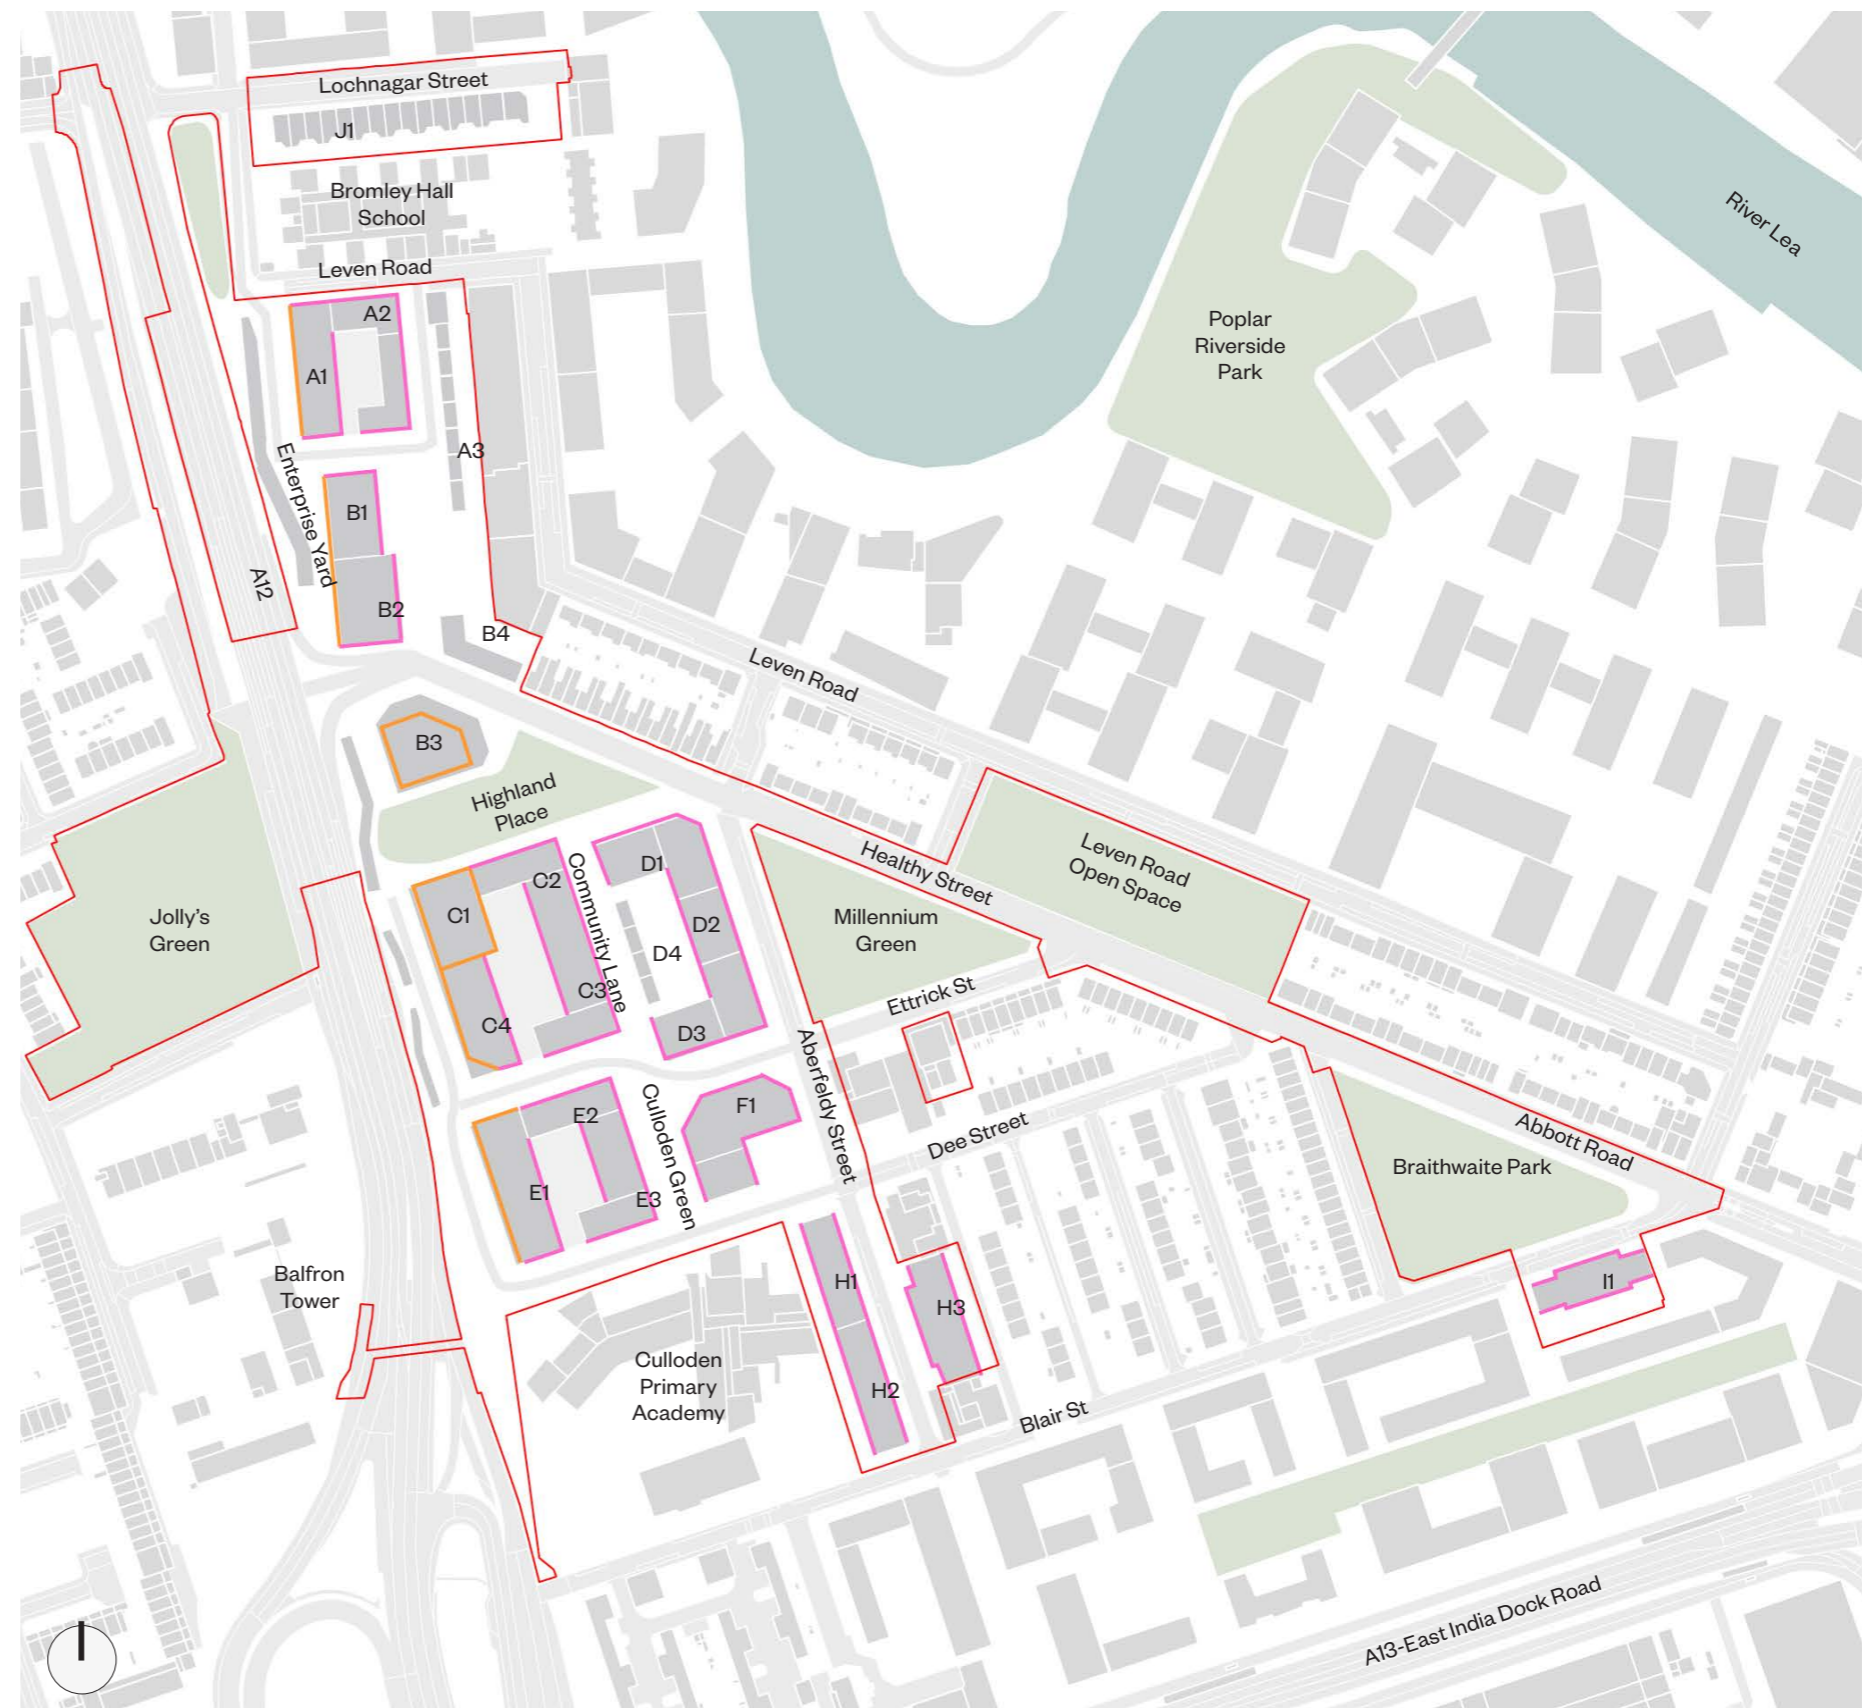 Lochnagar Street
J1
Bromley Hall
School
Leven Road
River Lea
A2
Poplar
Riverside
Park
A1
A3
Enterprise Yard
B1
A12
B2
B4
Leven Road
B3
Highland
Place
Healthy Street
Leven Road
Open Space
D1
Community Lane
C2
C1
Jolly's
Green
Millennium
Green
D2
D4
C3
Ettrick St
C4
D3
Aberfeldy Street
Culloden Green
F1
E2
Dee Street
Abbott Road
Braithwaite Park
E1
E3
Balfron
Tower
H1
I1
H3
Culloden
Primary
Academy
H2
Blair St
A13-East India Dock Road